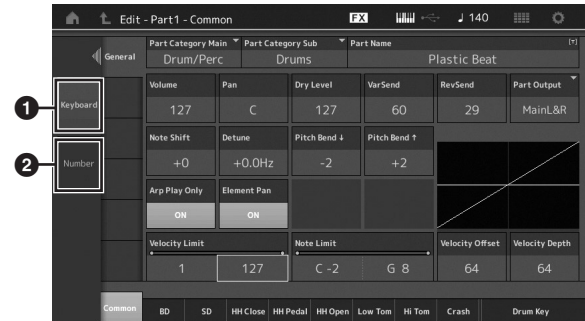 Edit - Part1 - Common FX ♩ 140
General
Part Category Main Part Category Sub Part Name [T]
Drum/Perc Drums Plastic Beat
Volume Pan Dry Level VarSend RevSend Part Output
127 C 127 60 29 MainL&R
1 Keyboard
Note Shift Detune Pitch Bend ↓ Pitch Bend ↑
+0 +0.0Hz -2 +2
2 Number
Arp Play Only Element Pan
ON ON
Velocity Limit Note Limit Velocity Offset Velocity Depth
1 127 C -2 G 8 64 64
Common BD SD HH Close HH Pedal HH Open Low Tom Hi Tom Crash Drum Key